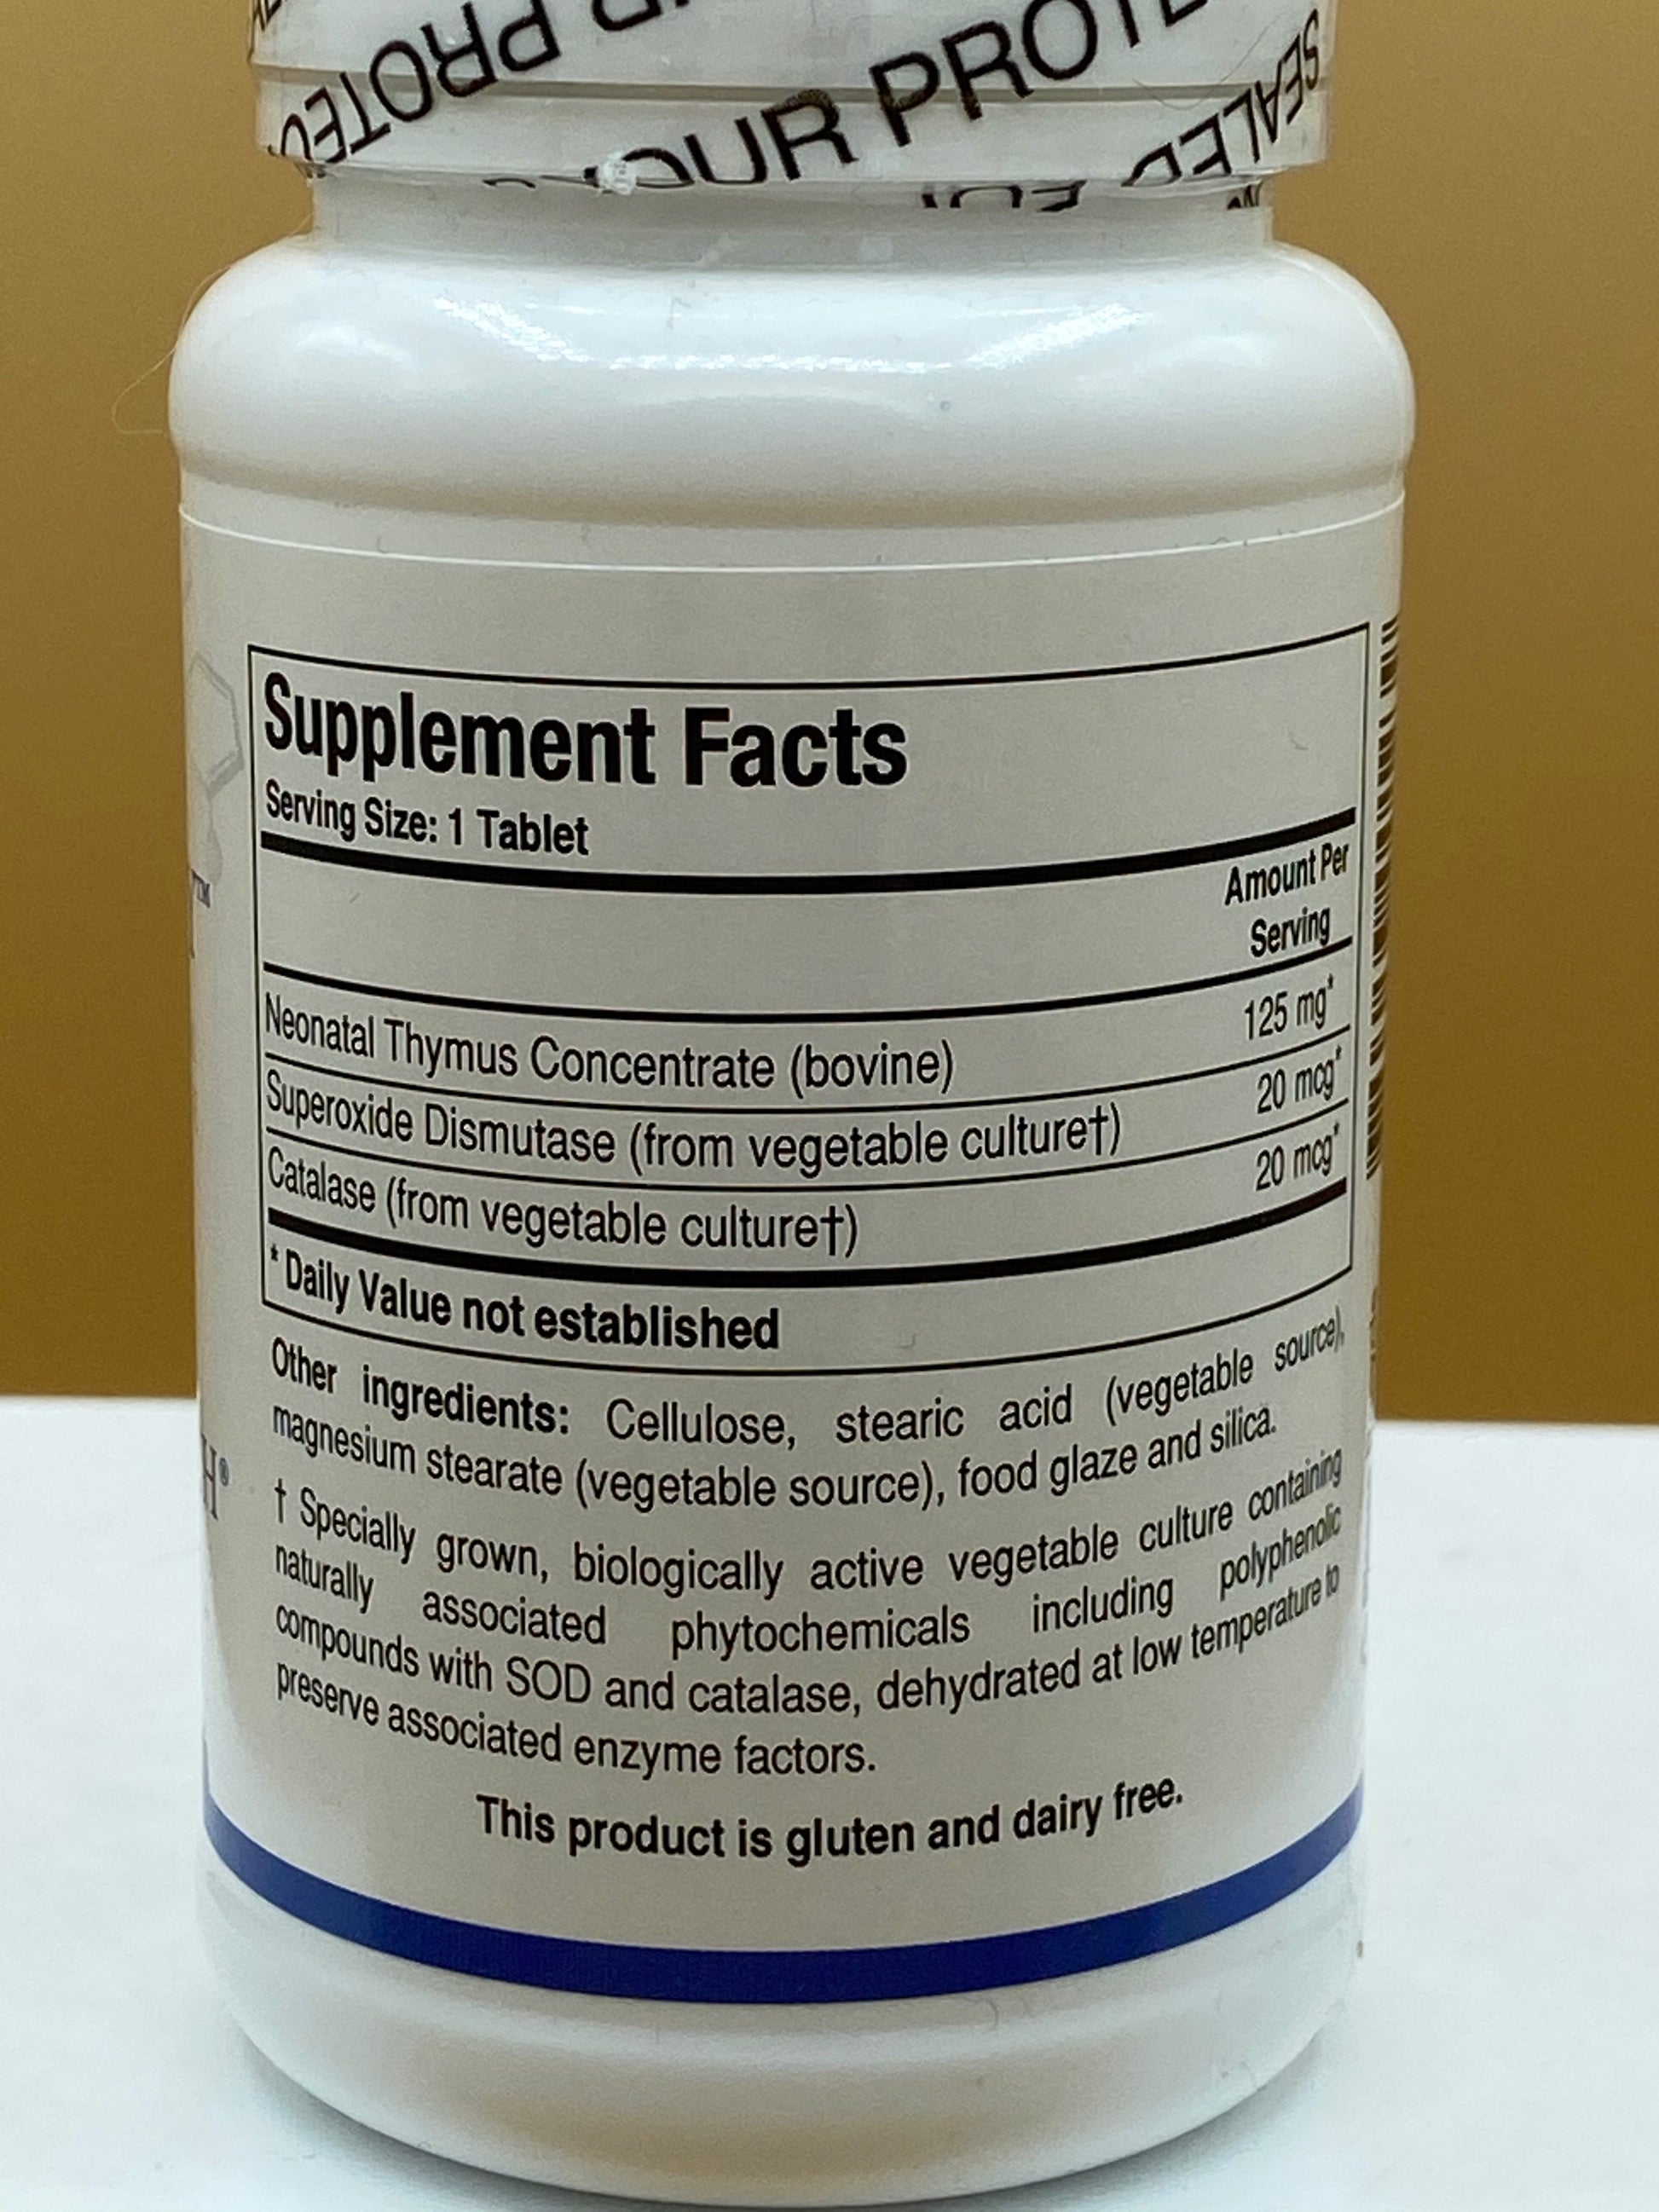 YOUR PROTE
SEALED
PROTEC
Supplement Facts
Serving Size: 1 Tablet
Amount Per
Serving
Neonatal Thymus Concentrate (bovine) 125 mg*
Superoxide Dismutase (from vegetable culture†) 20 mcg*
Catalase (from vegetable culture†) 20 mcg*
* Daily Value not established
Other ingredients: Cellulose, stearic acid (vegetable source),
magnesium stearate (vegetable source), food glaze and silica.
† Specially grown, biologically active vegetable culture containing
naturally associated phytochemicals including polyphenolic
compounds with SOD and catalase, dehydrated at low temperature to
preserve associated enzyme factors.
This product is gluten and dairy free.
TM
H®